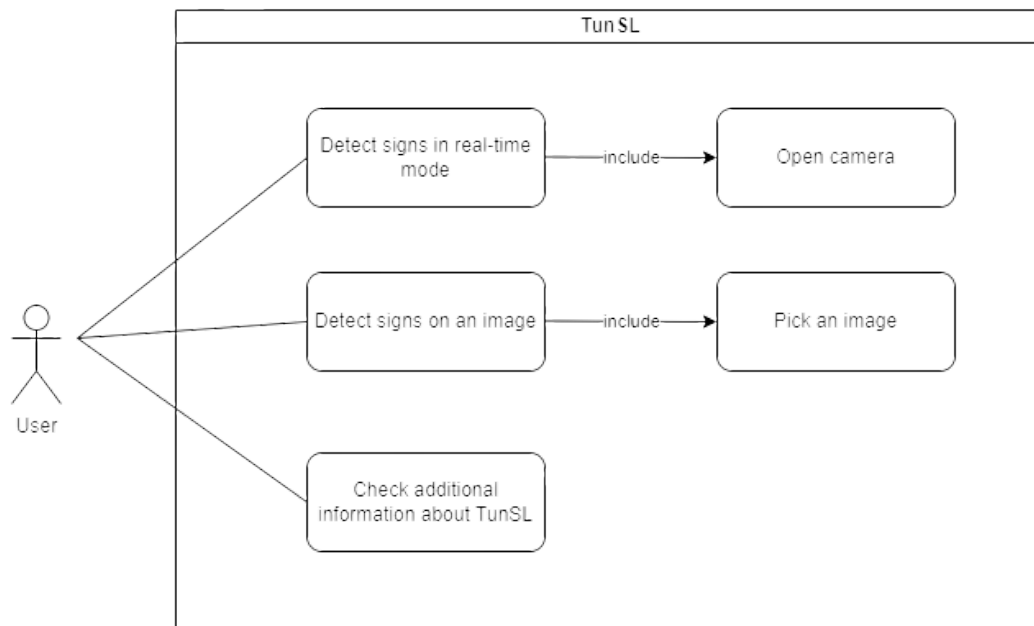 TunSL
Detect signs in real-time
mode
include
Open camera
Detect signs on an image
include
Pick an image
User
Check additional
information about TunSL